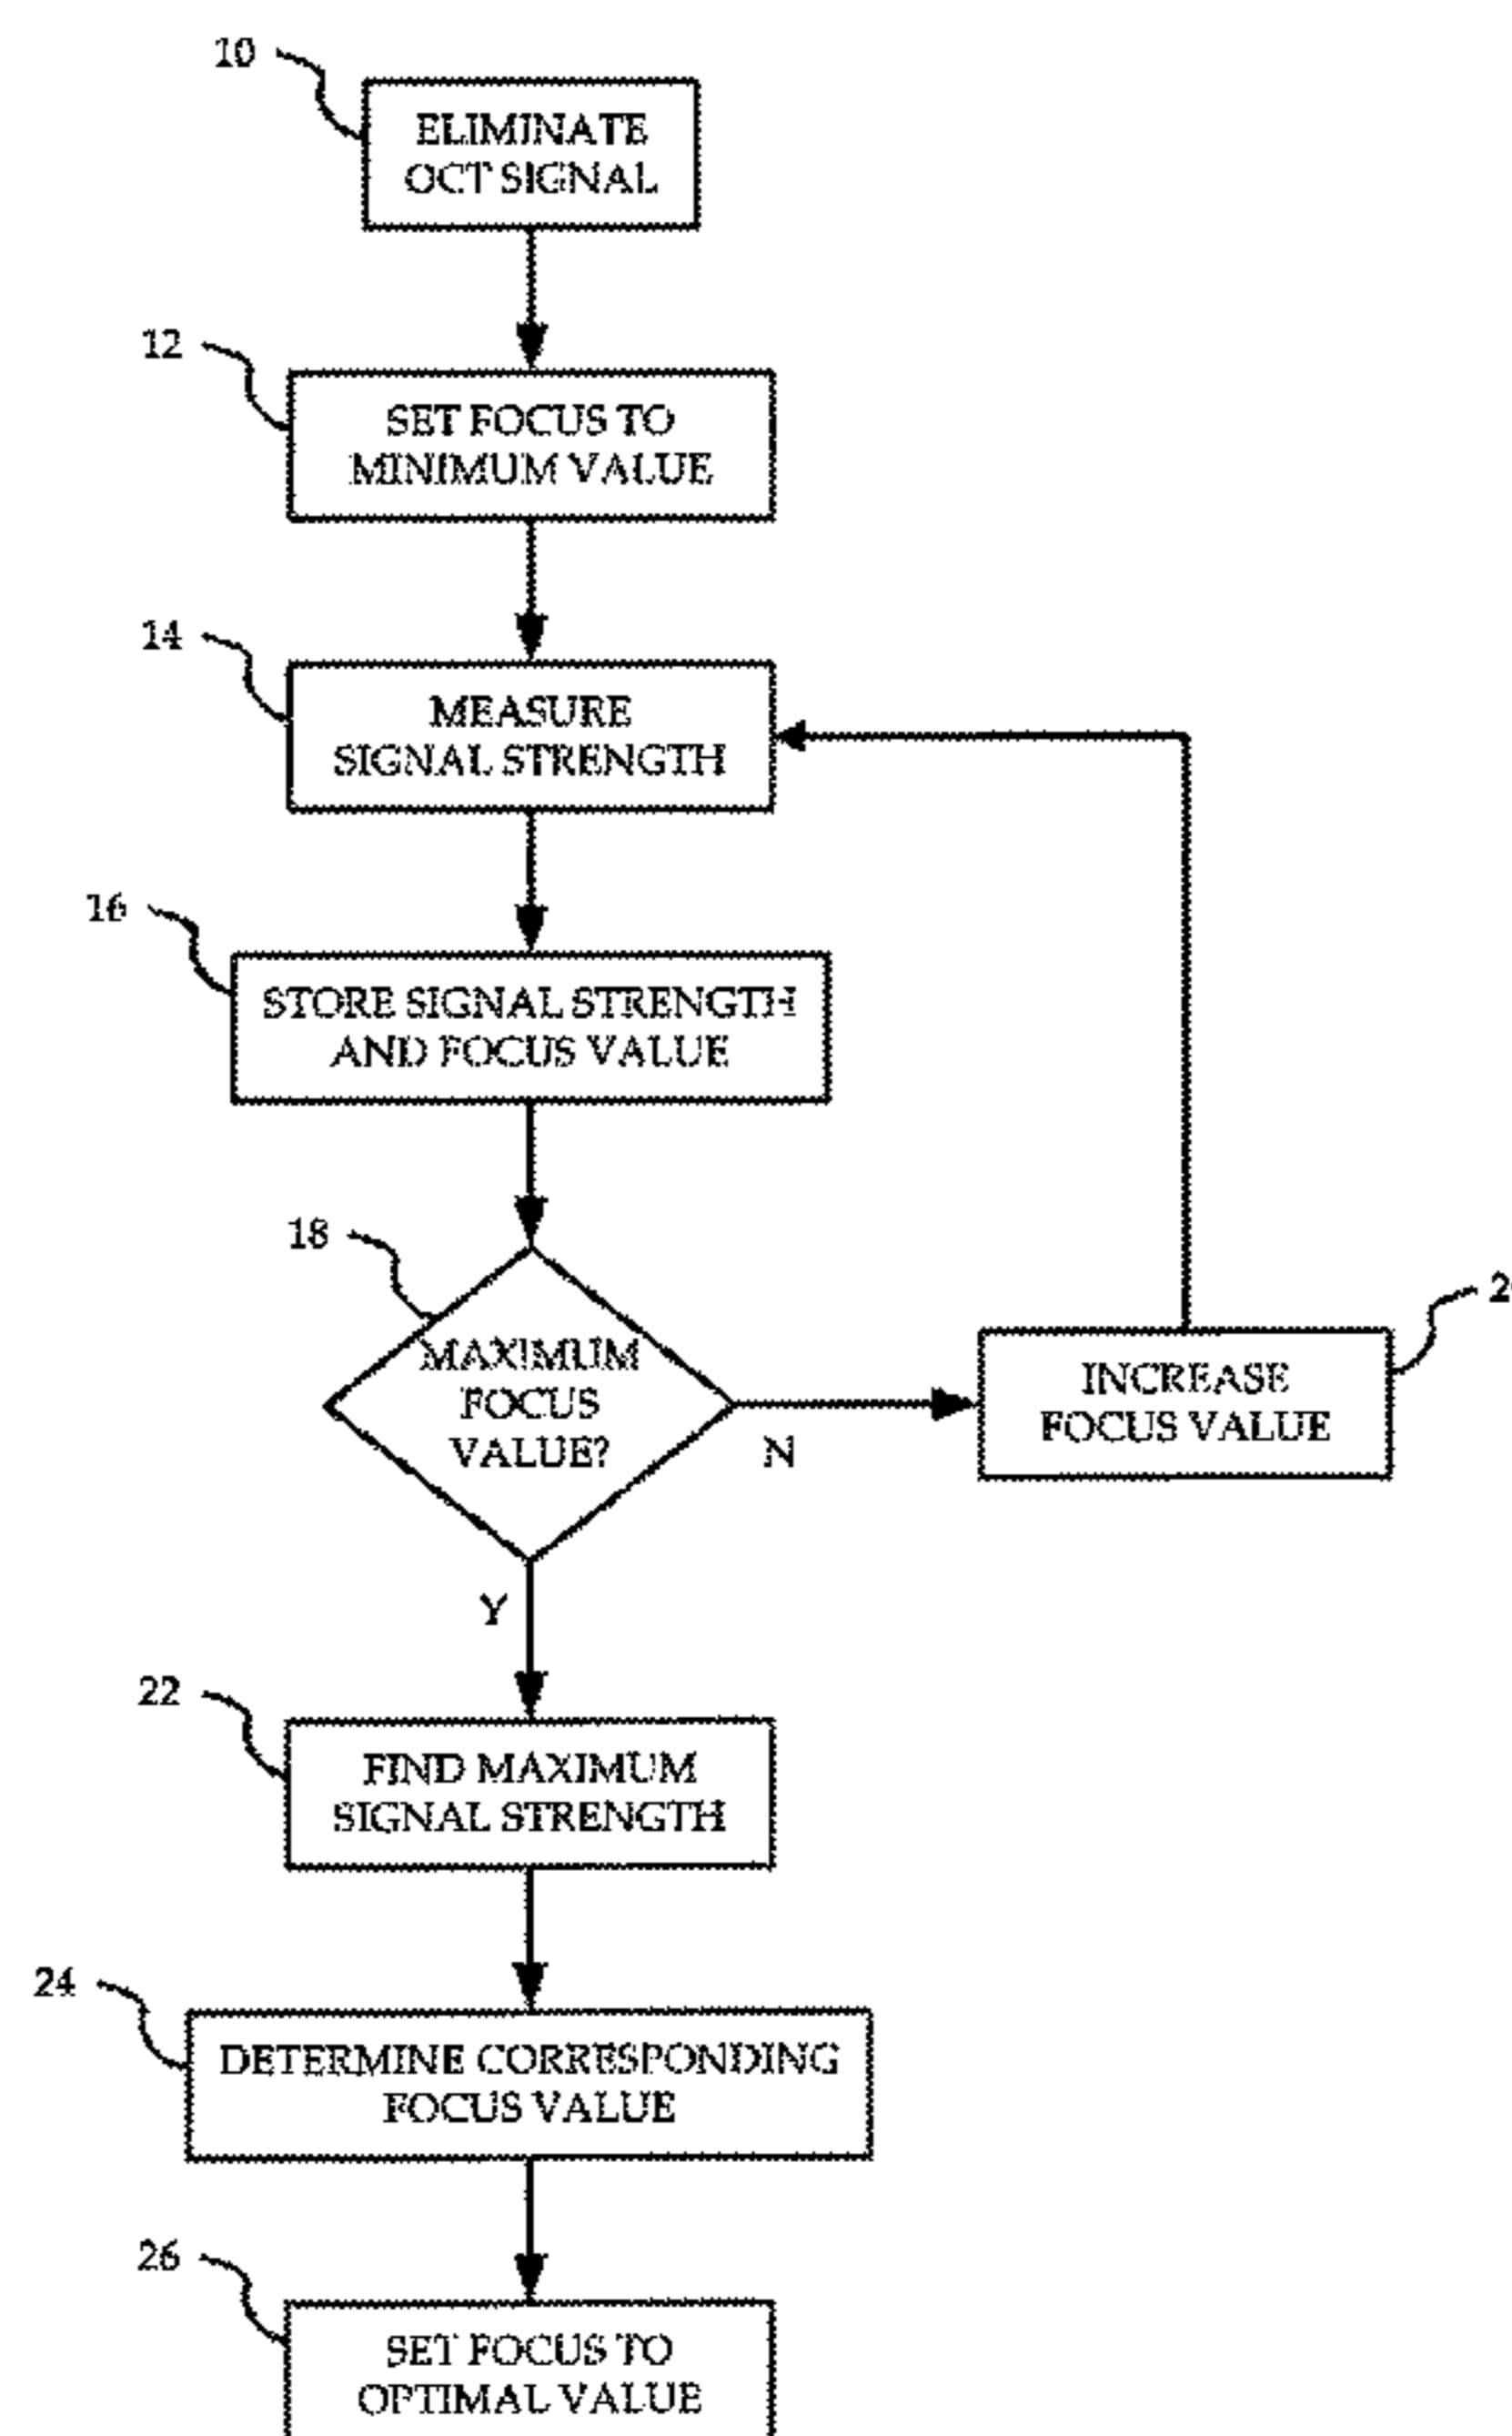 10
ELIMINATE
OCT SIGNAL
12
SET FOCUS TO
MINIMUM VALUE
14
MEASURE
SIGNAL STRENGTH
16
STORE SIGNAL STRENGTH
AND FOCUS VALUE
18
MAXIMUM
FOCUS
VALUE?
N
INCREASE
FOCUS VALUE
Y
22
FIND MAXIMUM
SIGNAL STRENGTH
24
DETERMINE CORRESPONDING
FOCUS VALUE
26
SET FOCUS TO
OPTIMAL VALUE